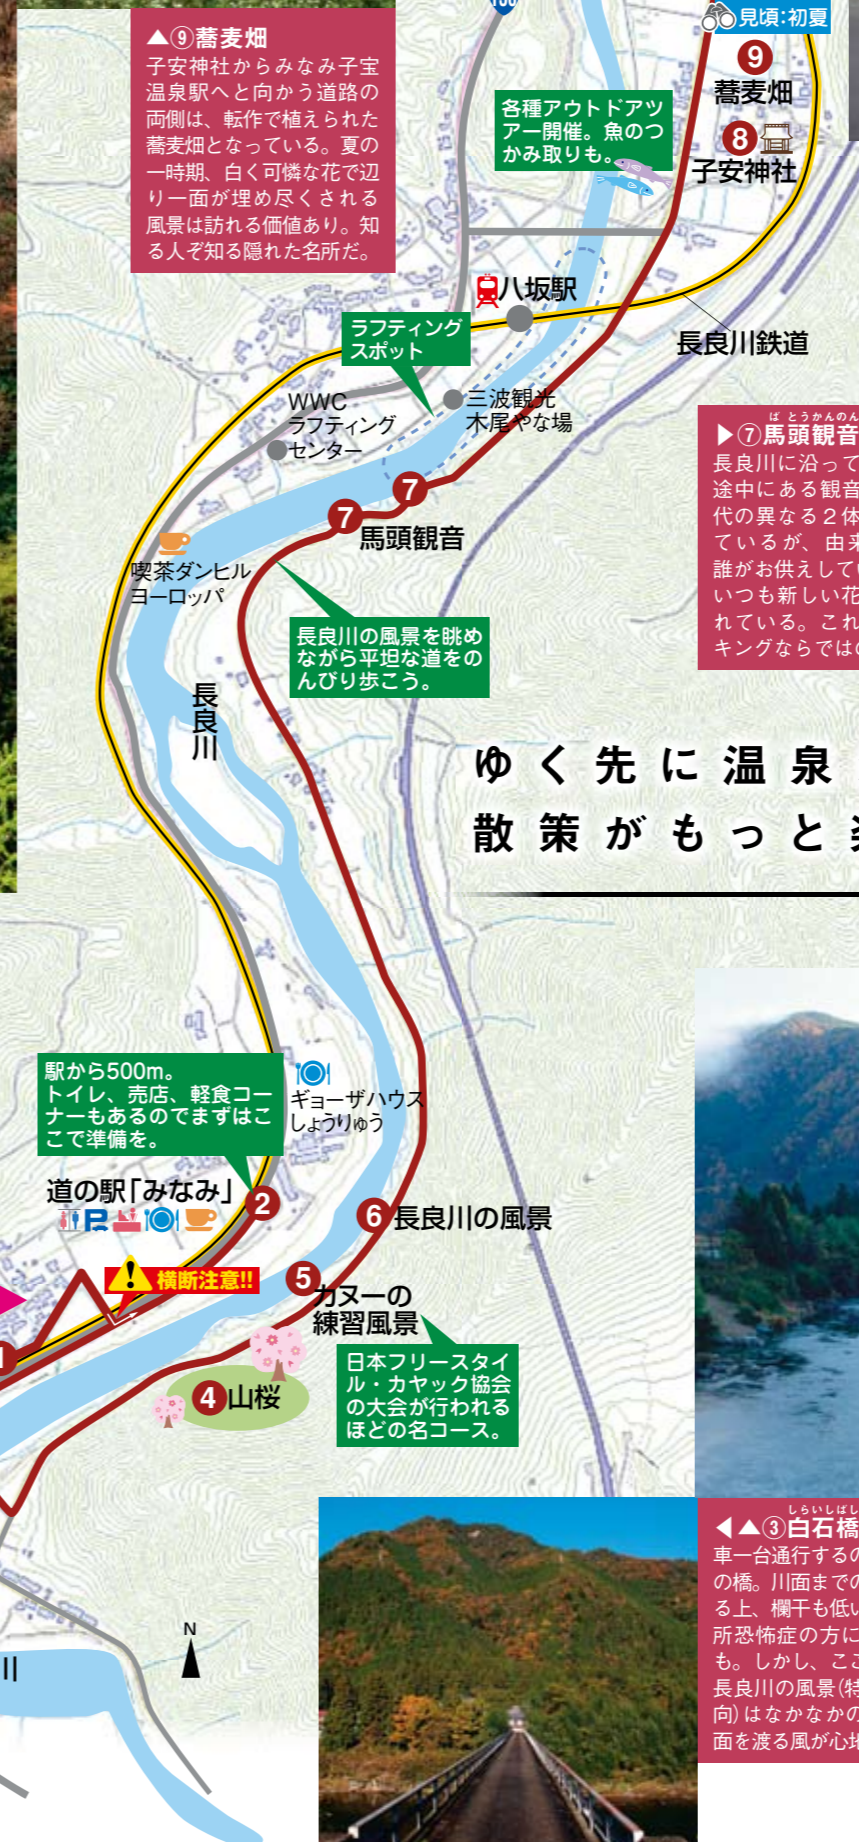 ▲⑨蕎麦畑
子安神社からみなみ子宝
温泉駅へと向かう道路の
両側は、転作で植えられた
蕎麦畑となっている。夏の
一時期、白く可憐な花で辺
り一面が埋め尽くされる
風景は訪れる価値あり。知
る人ぞ知る隠れた名所だ。
見頃:初夏
9
蕎麦畑
8
子安神社
各種アウトドアツ
アー開催。魚のつ
かみ取りも。
八坂駅
長良川鉄道
ラフティング
スポット
WWC
ラフティング
センター
三波観光
木尾やな場
7
7
馬頭観音
喫茶ダンヒル
ヨーロッパ
長良川の風景を眺め
ながら平坦な道をの
んびり歩こう。
長良川
ばとうかんのん
▶⑦馬頭観音
長良川に沿って
途中にある観音
代の異なる2体
ているが、由来
誰がお供えして
いつも新しい花
れている。これ
キングならではの
ゆく先に温泉
散策がもっと
駅から500m。
トイレ、売店、軽食コー
ナーもあるのでまずはこ
こで準備を。
ギョーザハウス
しょうりゅう
道の駅「みなみ」
2
横断注意!!
6 長良川の風景
5
カヌーの
練習風景
日本フリースタイ
ル・カヤック協会
の大会が行われる
ほどの名コース。
4 山桜
1
N
川
しらいしばし
◀▲③白石橋
車一台通行するの
の橋。川面までの
る上、欄干も低い
所恐怖症の方に
も。しかし、ここ
長良川の風景(特
向)はなかなかの
面を渡る風が心地